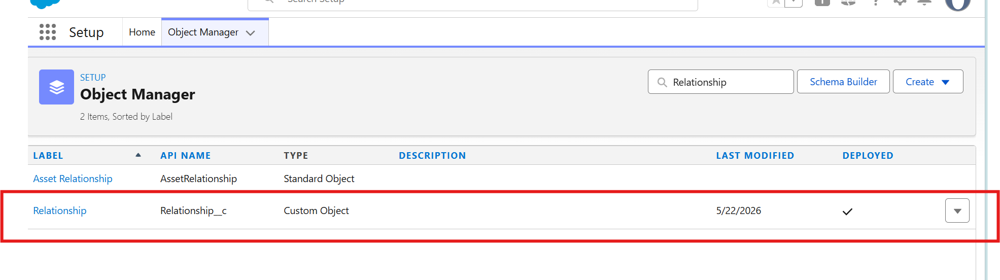 Search Setup
Setup Home Object Manager
SETUP
Object Manager
2 Items, Sorted by Label
Relationship Schema Builder Create
LABEL API NAME TYPE DESCRIPTION LAST MODIFIED DEPLOYED
Asset Relationship AssetRelationship Standard Object
Relationship Relationship__c Custom Object 5/22/2026